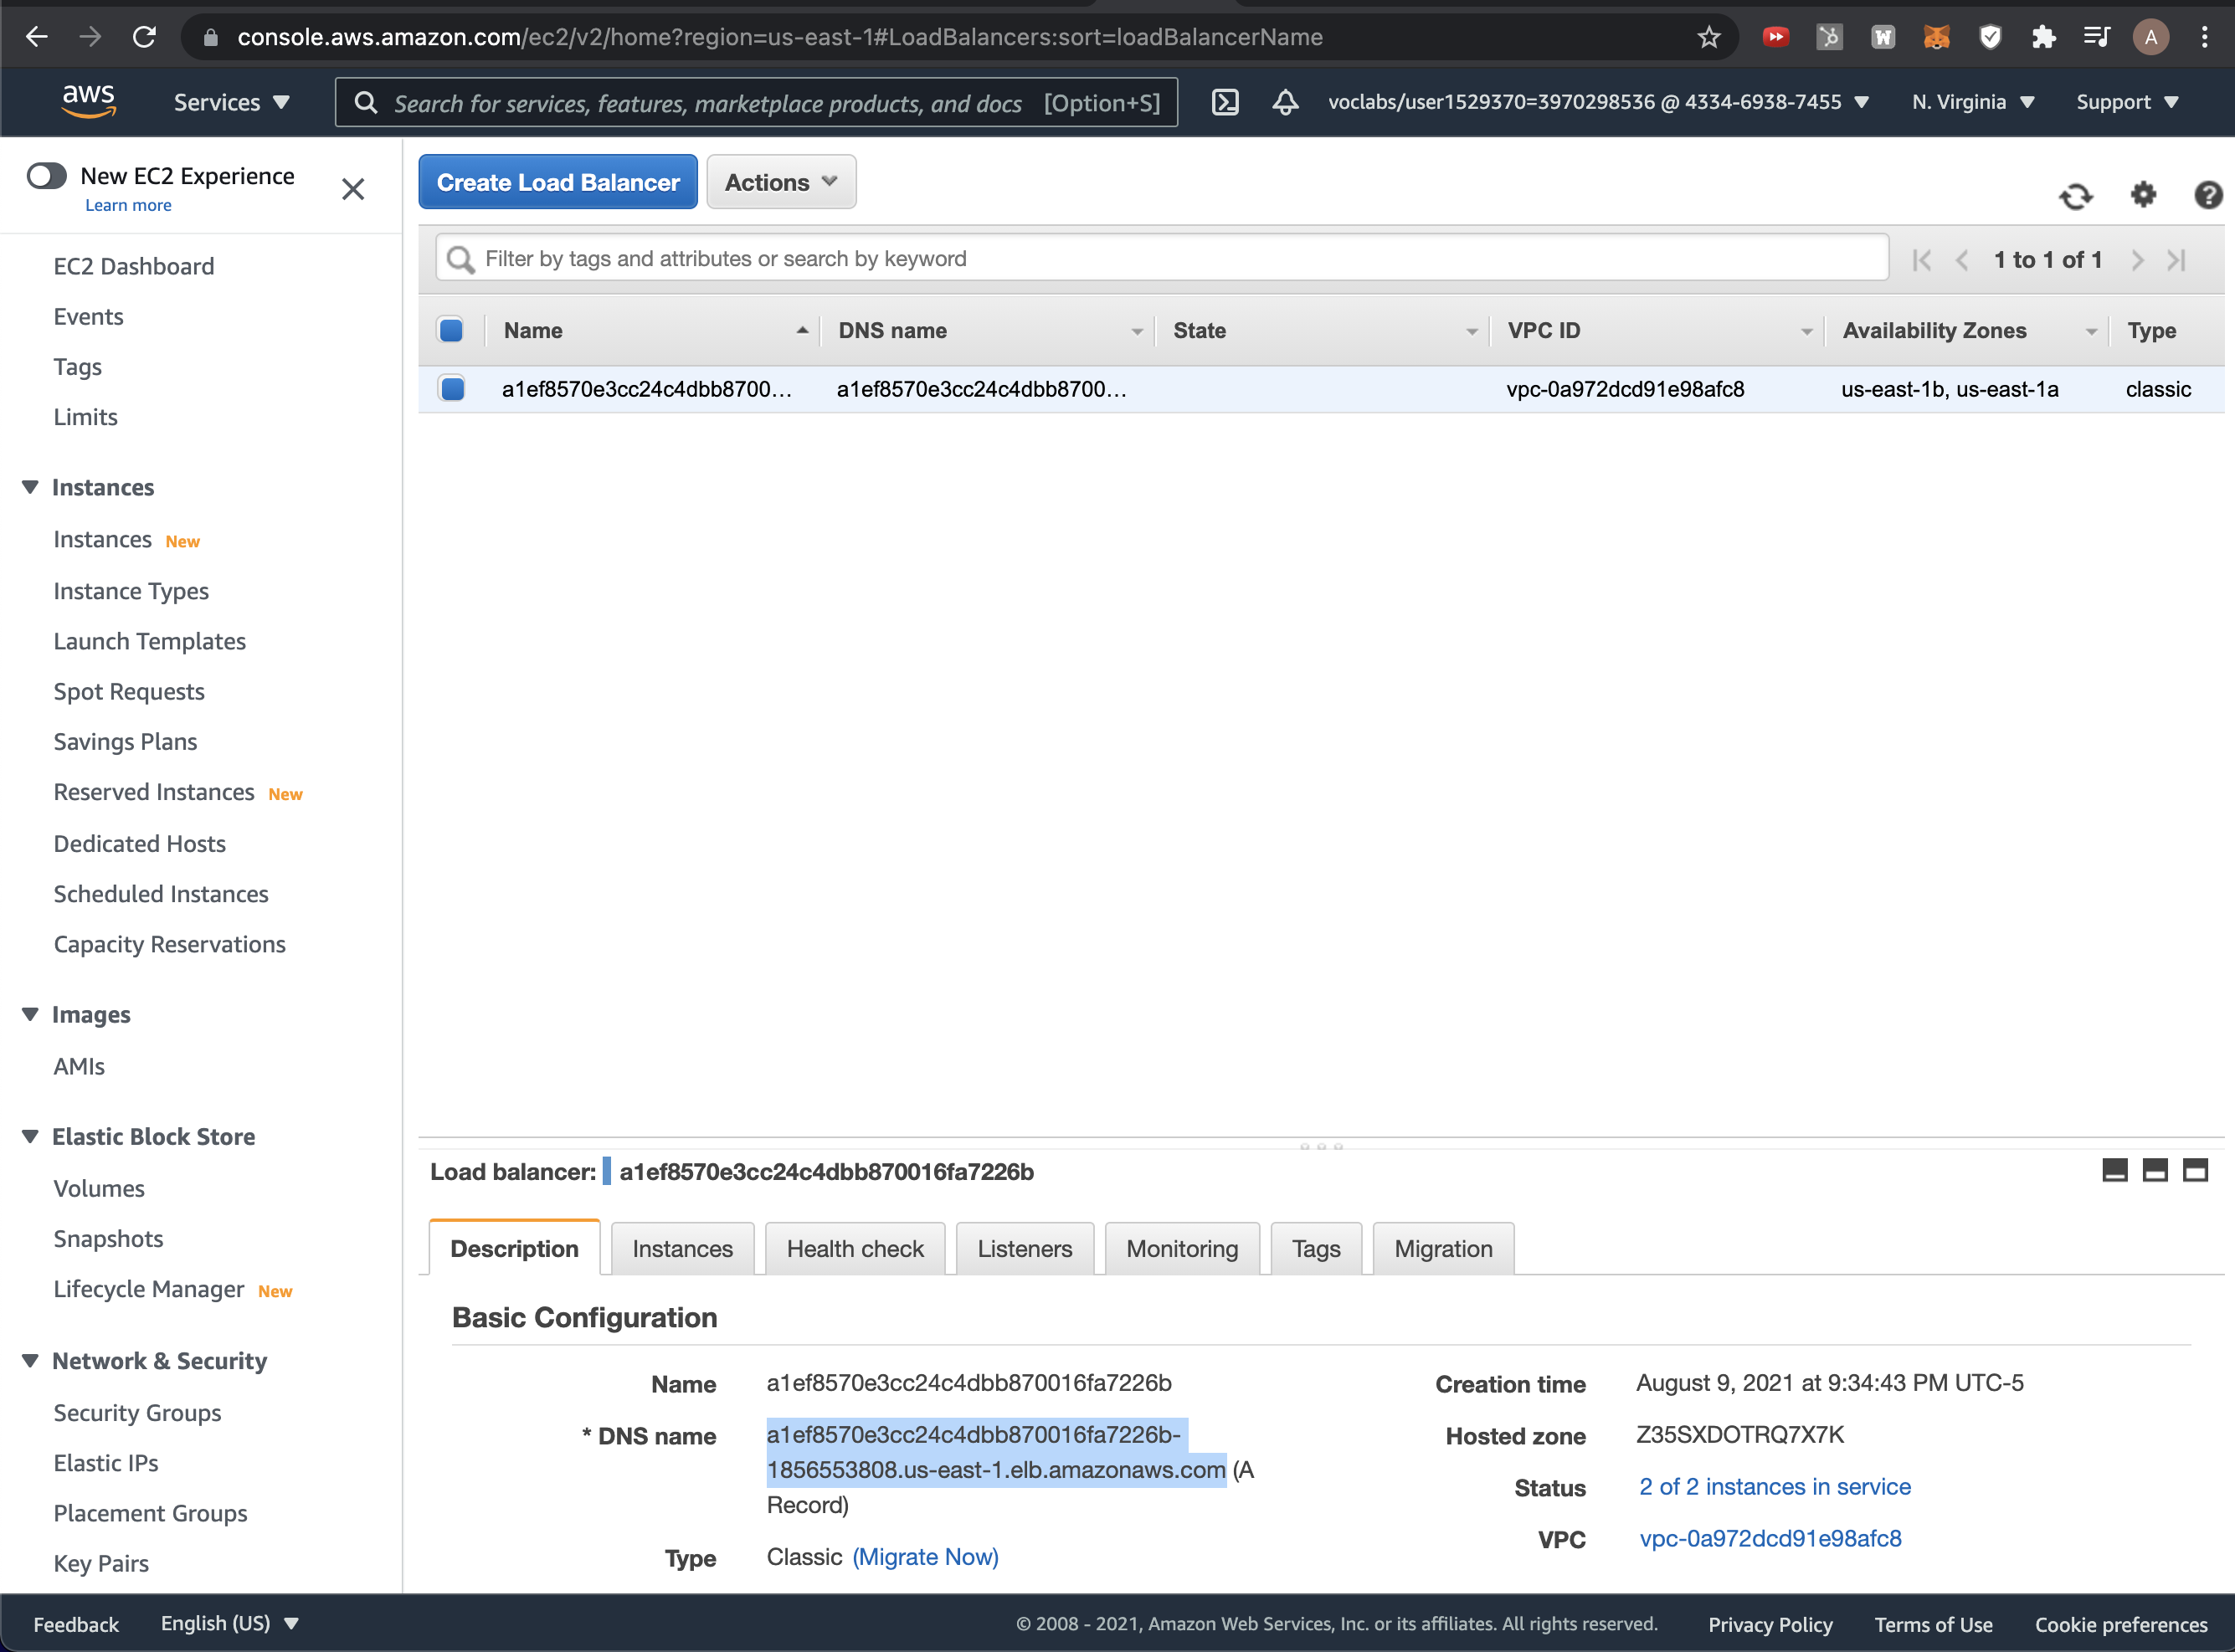 console.aws.amazon.com/ec2/v2/home?region=us-east-1#LoadBalancers:sort=loadBalancerName
W
A
aws
Services
Search for services, features, marketplace products, and docs [Option+S]
voclabs/user1529370=3970298536 @ 4334-6938-7455
N. Virginia
Support
New EC2 Experience
Learn more
EC2 Dashboard
Events
Tags
Limits
Instances
Instances New
Instance Types
Launch Templates
Spot Requests
Savings Plans
Reserved Instances New
Dedicated Hosts
Scheduled Instances
Capacity Reservations
Images
AMIs
Elastic Block Store
Volumes
Snapshots
Lifecycle Manager New
Network & Security
Security Groups
Elastic IPs
Placement Groups
Key Pairs
Create Load Balancer
Actions
Filter by tags and attributes or search by keyword
1 to 1 of 1
Name DNS name State VPC ID Availability Zones Type
a1ef8570e3cc24c4dbb8700... a1ef8570e3cc24c4dbb8700... vpc-0a972dcd91e98afc8 us-east-1b, us-east-1a classic
Load balancer: a1ef8570e3cc24c4dbb870016fa7226b
Description Instances Health check Listeners Monitoring Tags Migration
Basic Configuration
Name a1ef8570e3cc24c4dbb870016fa7226b
* DNS name a1ef8570e3cc24c4dbb870016fa7226b-
1856553808.us-east-1.elb.amazonaws.com (A
Record)
Type Classic (Migrate Now)
Creation time August 9, 2021 at 9:34:43 PM UTC-5
Hosted zone Z35SXDOTRQ7X7K
Status 2 of 2 instances in service
VPC vpc-0a972dcd91e98afc8
Feedback English (US)
© 2008 - 2021, Amazon Web Services, Inc. or its affiliates. All rights reserved. Privacy Policy Terms of Use Cookie preferences